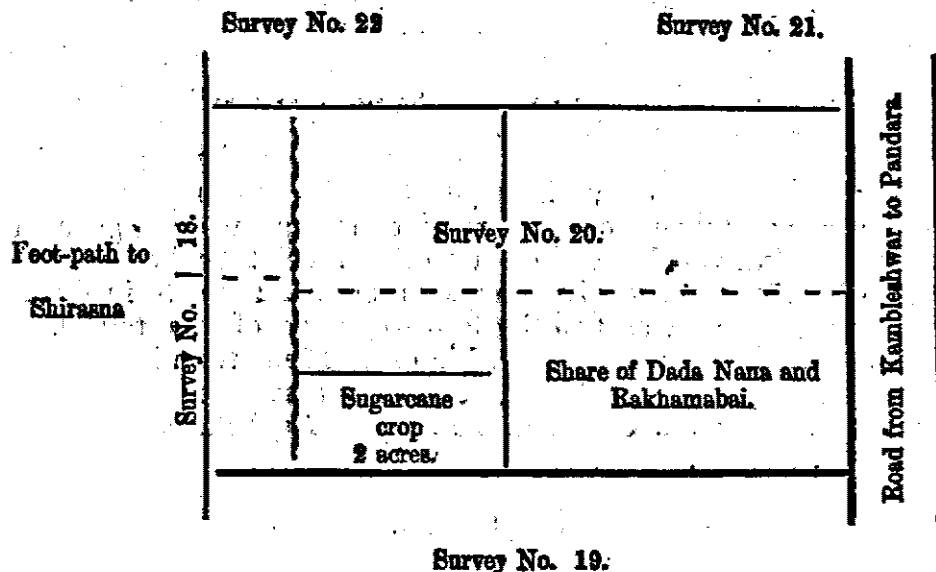 Survey No. 22
Survey No. 21.
Survey No. 20.
Foot-path to
Shirasna
Survey No. 18.
Share of Dada Nana and
Rakhamabai.
Sugarcane
crop
2 acres.
Road from Kambleshwar to Pandara.
Survey No. 19.